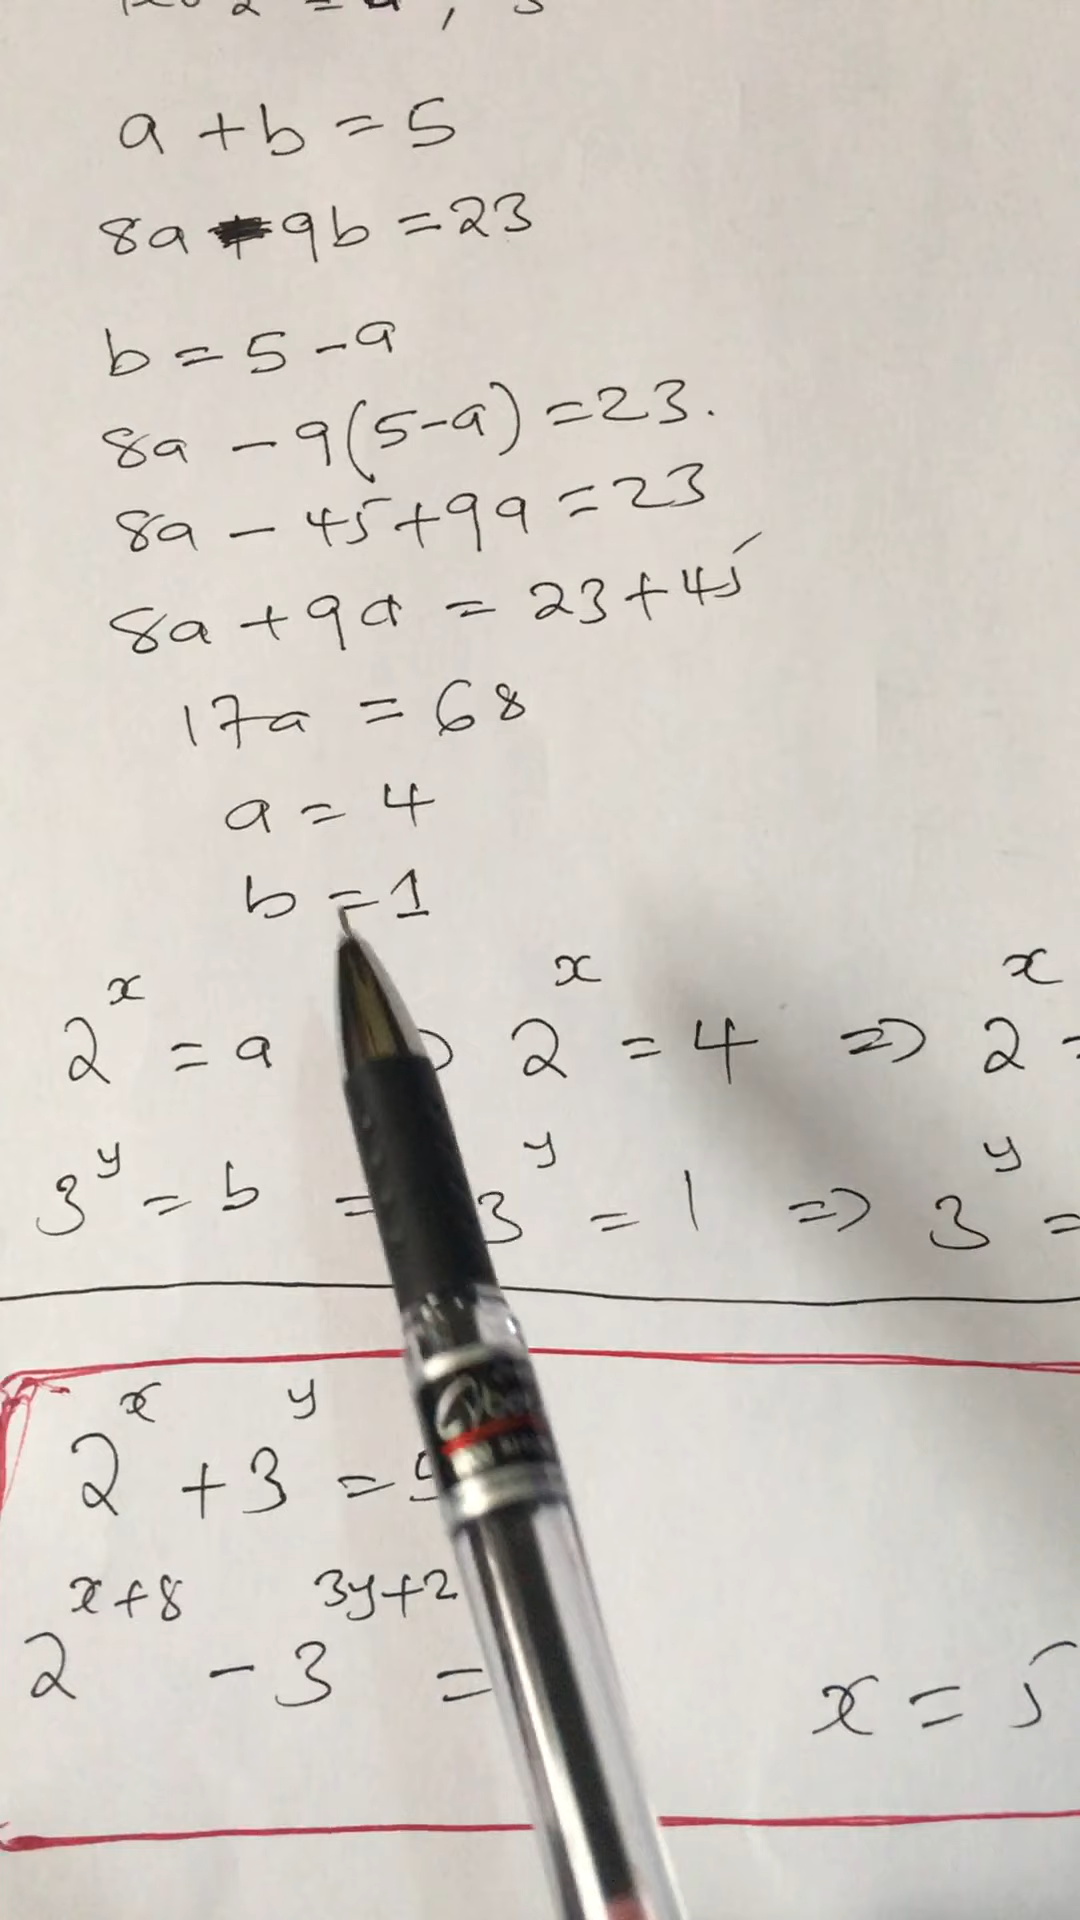 a + b = 5
8a - 9b = 23
b = 5 - a
8a - 9(5-a) = 23.
8a - 45 + 9a = 23
8a + 9a = 23 + 45
17a = 68
a = 4
b = 1
2^x = a ⇒ 2^x = 4 ⇒ 2^x =
3^y = b = 3^y = 1 ⇒ 3^y =
2^x + 3^y = 5
2^(x+8) - 3^(3y+2) =
x = 5